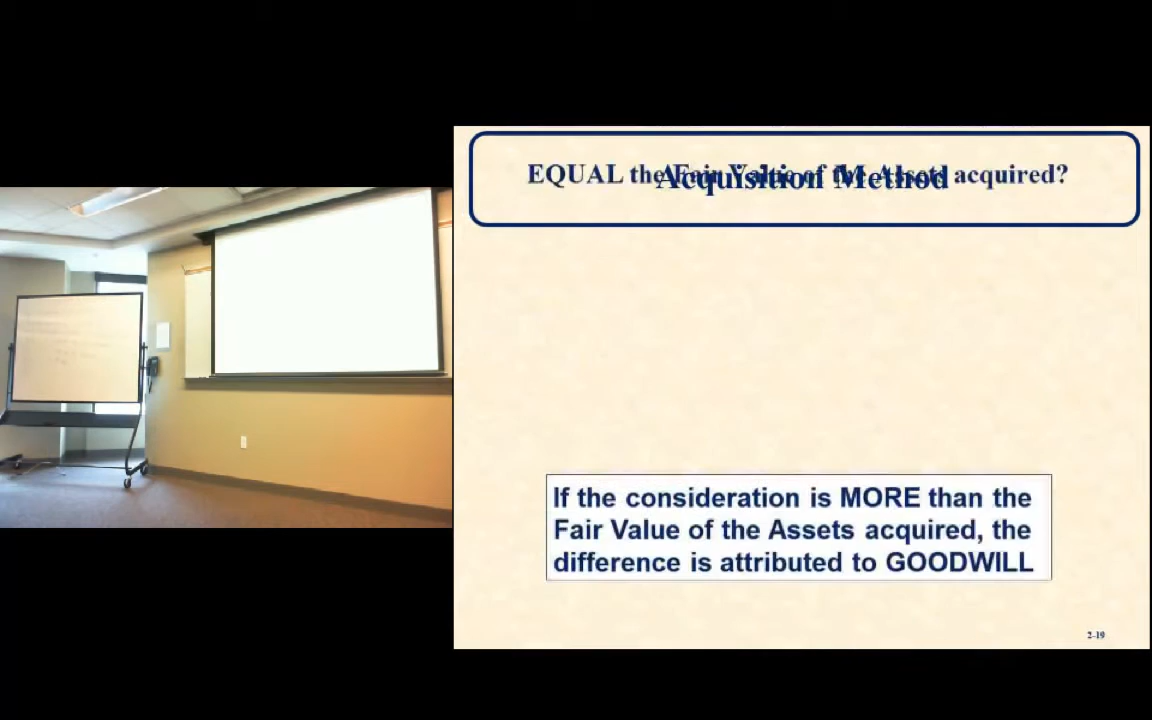 EQUAL the Fair Value of the Assets acquired?
Acquisition Method
If the consideration is MORE than the
Fair Value of the Assets acquired, the
difference is attributed to GOODWILL
2-19